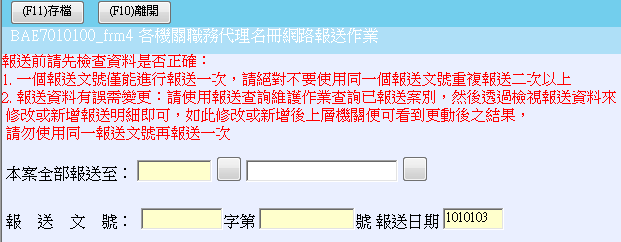 (F11)存檔 (F10)離開
BAE7010100_frm4 各機關職務代理名冊網路報送作業
報送前請先檢查資料是否正確：
1. 一個報送文號僅能進行報送一次，請絕對不要使用同一個報送文號重複報送二次以上
2. 報送資料有誤需變更：請使用報送查詢維護作業查詢已報送案別，然後透過檢視報送資料來
修改或新增報送明細即可，如此修改或新增後上層機關便可看到更動後之結果，
請勿使用同一報送文號再報送一次
本案全部報送至：
報 送 文 號： 字第 號 報送日期 1010103